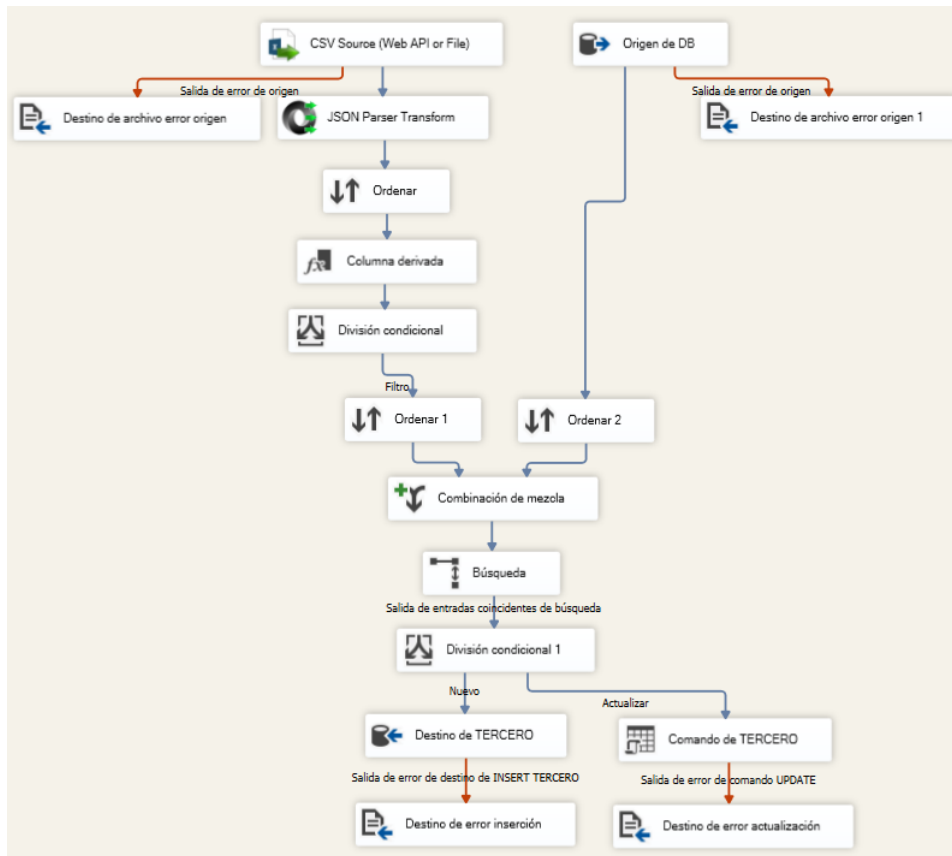 CSV Source (Web API or File)
Origen de DB
Salida de error de origen
Salida de error de origen
Destino de archivo error origen
JSON Parser Transform
Destino de archivo error origen 1
Ordenar
Columna derivada
División condicional
Filtro
Ordenar 1
Ordenar 2
Combinación de mezola
Búsqueda
Salida de entradas coincidentes de búsqueda
División condicional 1
Nuevo
Actualizar
Destino de TERCERO
Comando de TERCERO
Salida de error de destino de INSERT TERCERO
Salida de error de comando UPDATE
Destino de error inserción
Destino de error actualización